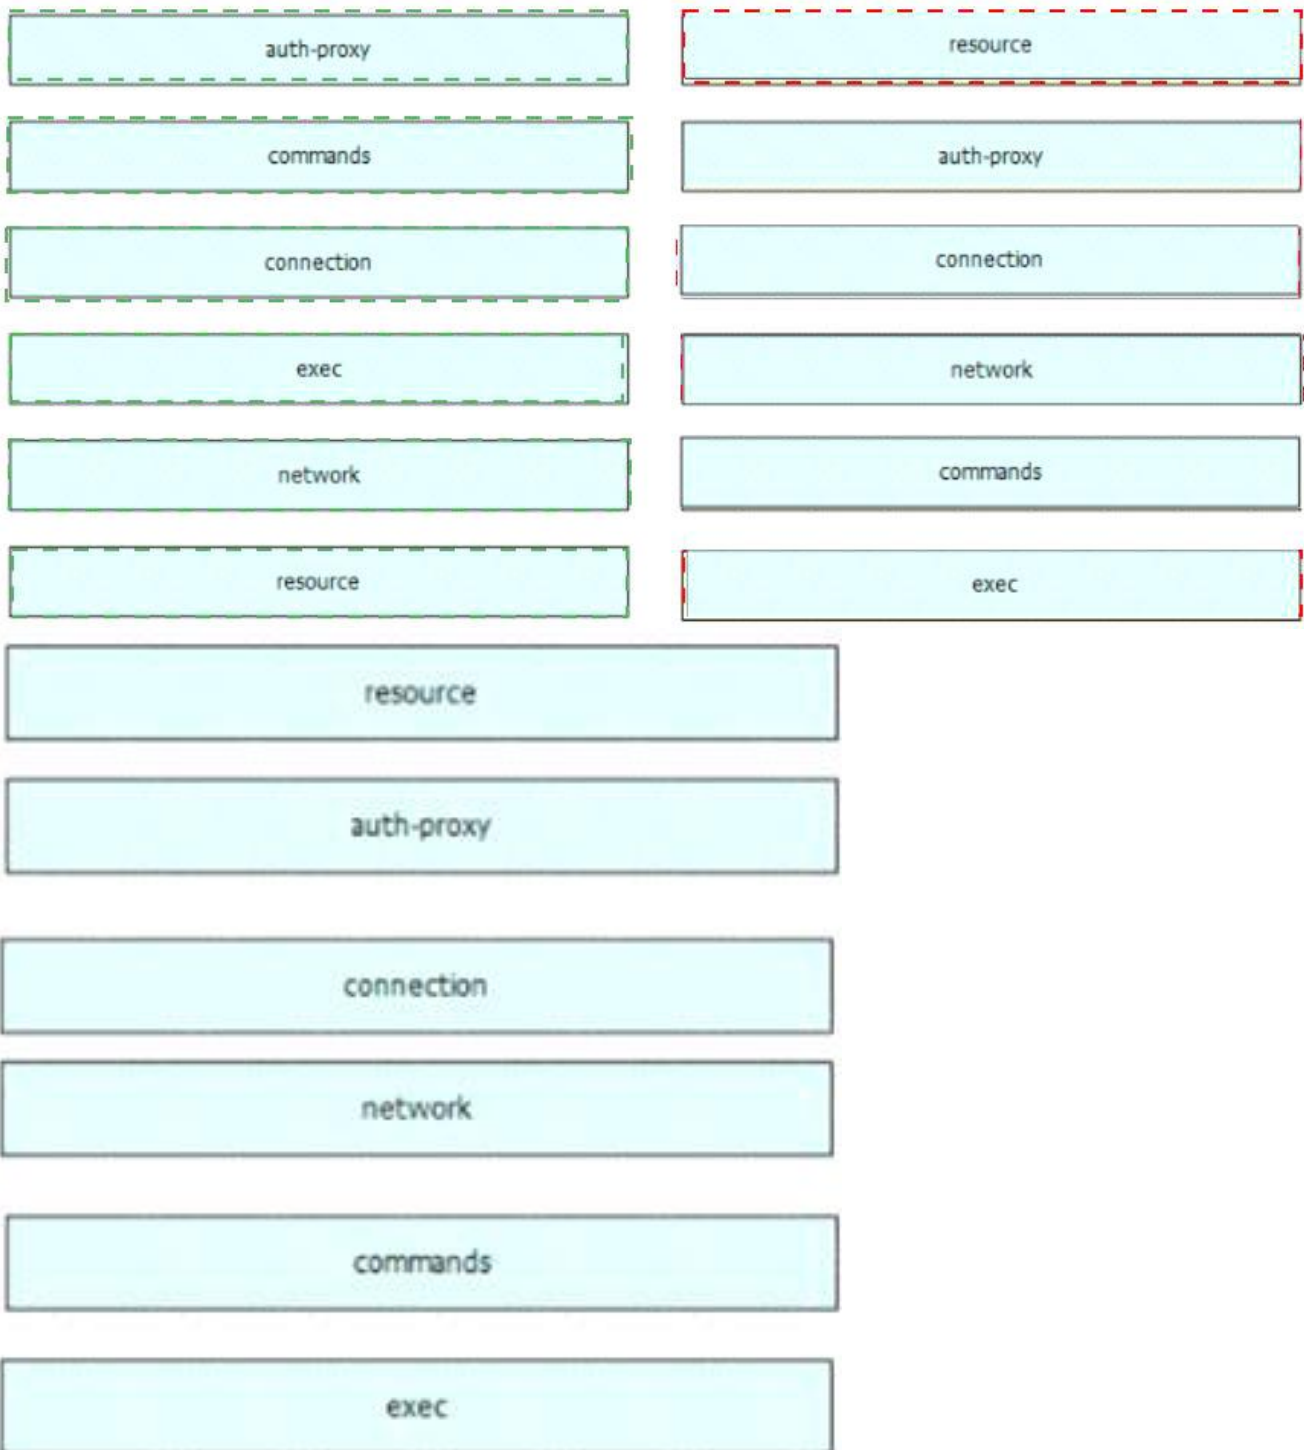 auth-proxy
commands
connection
exec
network
resource
resource
auth-proxy
connection
network
commands
exec
resource
auth-proxy
connection
network
commands
exec